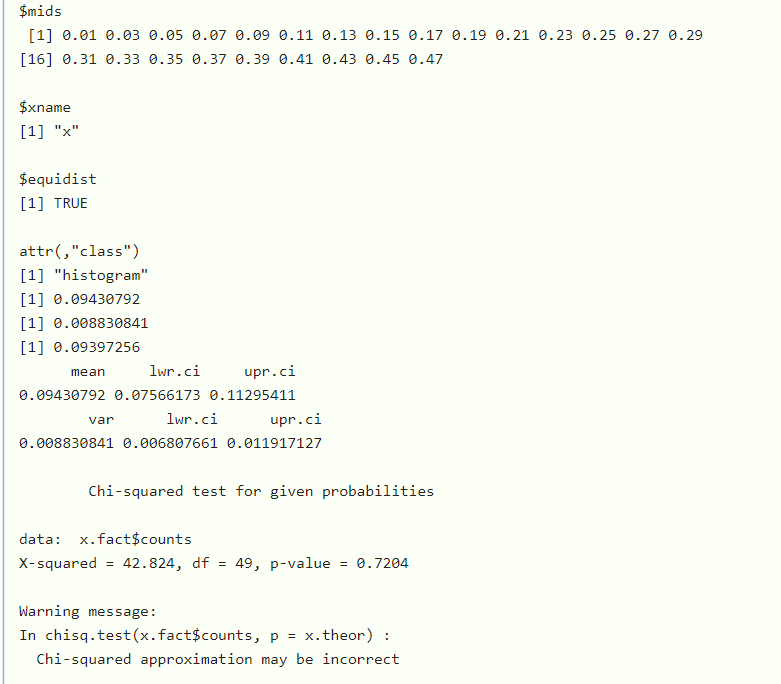 $mids
[1] 0.01 0.03 0.05 0.07 0.09 0.11 0.13 0.15 0.17 0.19 0.21 0.23 0.25 0.27 0.29
[16] 0.31 0.33 0.35 0.37 0.39 0.41 0.43 0.45 0.47
$xname
[1] "x"
$equidist
[1] TRUE
attr(,"class")
[1] "histogram"
[1] 0.09430792
[1] 0.008830841
[1] 0.09397256
mean lwr.ci upr.ci
0.09430792 0.07566173 0.11295411
var lwr.ci upr.ci
0.008830841 0.006807661 0.011917127
Chi-squared test for given probabilities
data: x.fact$counts
X-squared = 42.824, df = 49, p-value = 0.7204
Warning message:
In chisq.test(x.fact$counts, p = x.theor) :
Chi-squared approximation may be incorrect